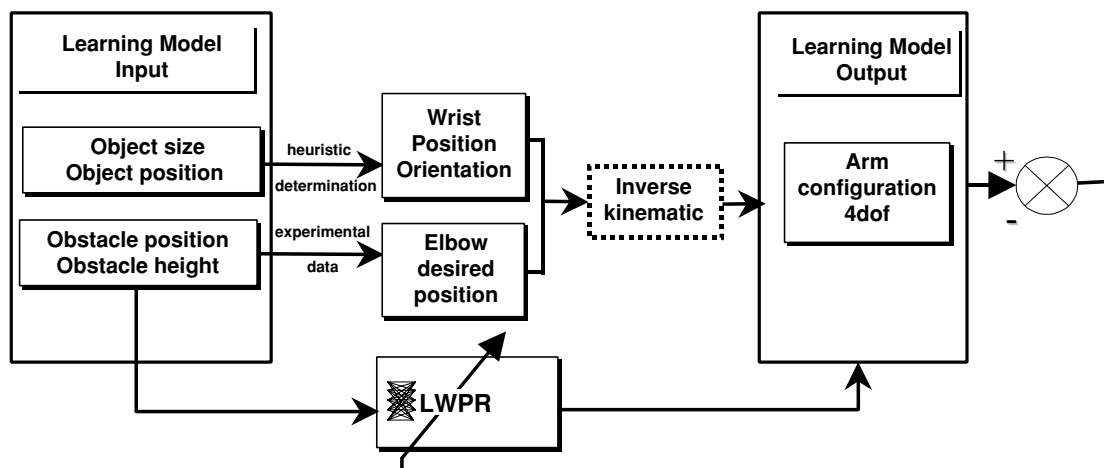 Learning Model
Input
Object size
Object position
Obstacle position
Obstacle height
heuristic
determination
experimental
data
Wrist
Position
Orientation
Elbow
desired
position
Inverse
kinematic
Learning Model
Output
Arm
configuration
4dof
+
-
LWPR